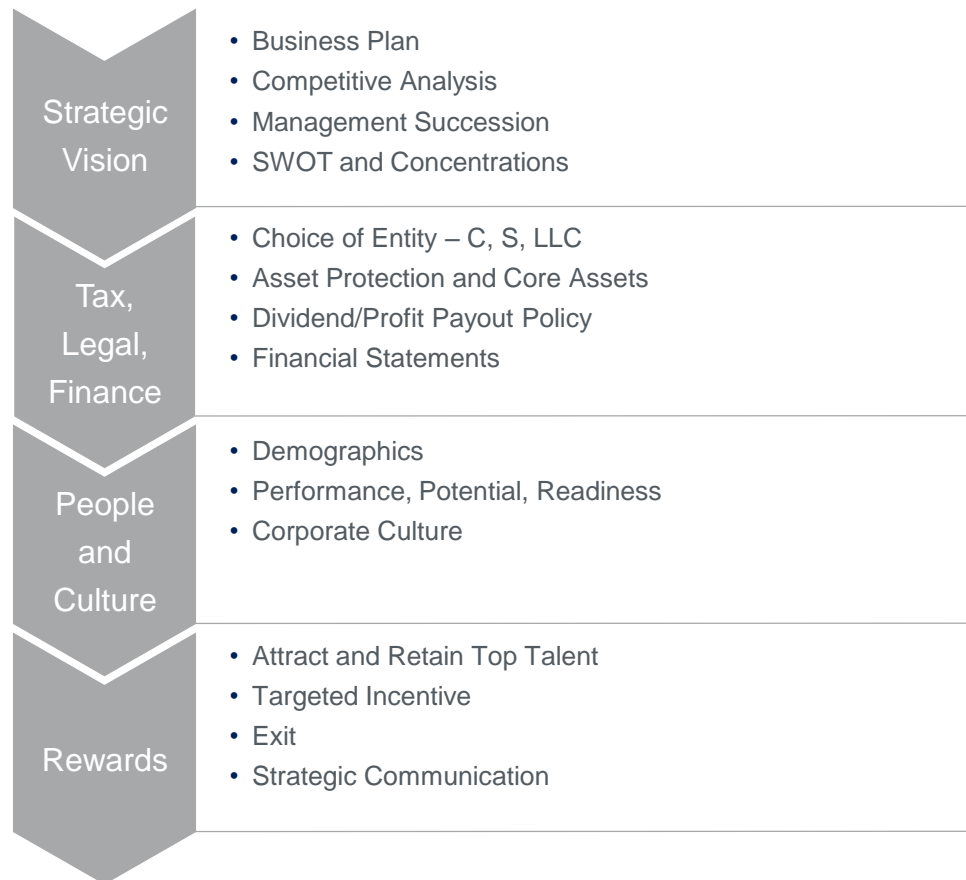 Strategic
Vision
• Business Plan
• Competitive Analysis
• Management Succession
• SWOT and Concentrations
Tax,
Legal,
Finance
• Choice of Entity – C, S, LLC
• Asset Protection and Core Assets
• Dividend/Profit Payout Policy
• Financial Statements
People
and
Culture
• Demographics
• Performance, Potential, Readiness
• Corporate Culture
Rewards
• Attract and Retain Top Talent
• Targeted Incentive
• Exit
• Strategic Communication